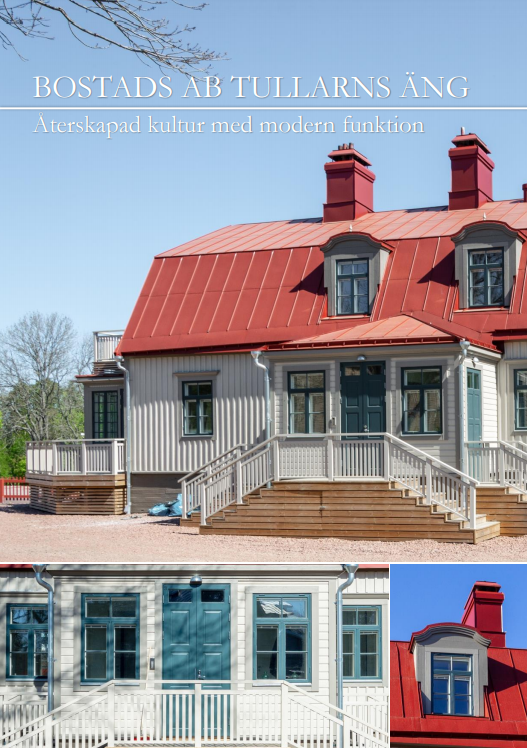 BOSTADS AB TULLARNS ÄNG
Återskapad kultur med modern funktion